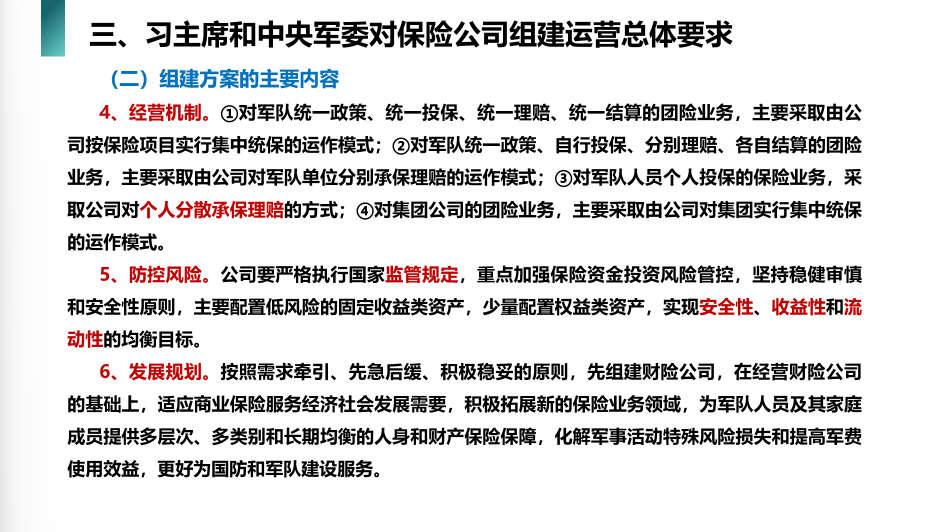 三、习主席和中央军委对保险公司组建运营总体要求
（二）组建方案的主要内容
4、经营机制。①对军队统一政策、统一投保、统一理赔、统一结算的团险业务，主要采取由公
司按保险项目实行集中统保的运作模式；②对军队统一政策、自行投保、分别理赔、各自结算的团险
业务，主要采取由公司对军队单位分别承保理赔的运作模式；③对军队人员个人投保的保险业务，采
取公司对个人分散承保理赔的方式；④对集团公司的团险业务，主要采取由公司对集团实行集中统保
的运作模式。
5、防控风险。公司要严格执行国家监管规定，重点加强保险资金投资风险管控，坚持稳健审慎
和安全性原则，主要配置低风险的固定收益类资产，少量配置权益类资产，实现安全性、收益性和流
动性的均衡目标。
6、发展规划。按照需求牵引、先急后缓、积极稳妥的原则，先组建财险公司，在经营财险公司
的基础上，适应商业保险服务经济社会发展需要，积极拓展新的保险业务领域，为军队人员及其家庭
成员提供多层次、多类别和长期均衡的人身和财产保险保障，化解军事活动特殊风险损失和提高军费
使用效益，更好为国防和军队建设服务。